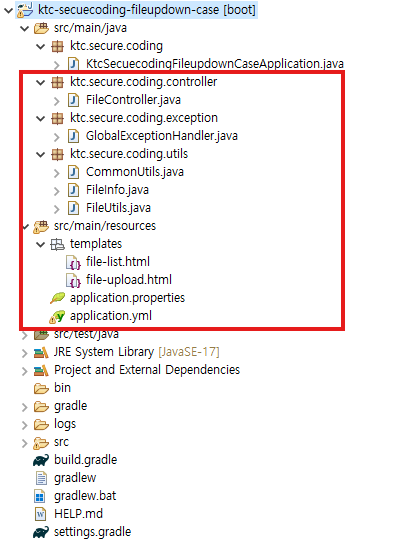 ktc-secuecoding-fileupdown-case [boot]
src/main/java
ktc.secure.coding
KtcSecuecodingFileupdownCaseApplication.java
ktc.secure.coding.controller
FileController.java
ktc.secure.coding.exception
GlobalExceptionHandler.java
ktc.secure.coding.utils
CommonUtils.java
FileInfo.java
FileUtils.java
src/main/resources
templates
file-list.html
file-upload.html
application.properties
application.yml
src/test/java
JRE System Library [JavaSE-17]
Project and External Dependencies
bin
gradle
logs
src
build.gradle
gradlew
gradlew.bat
HELP.md
settings.gradle